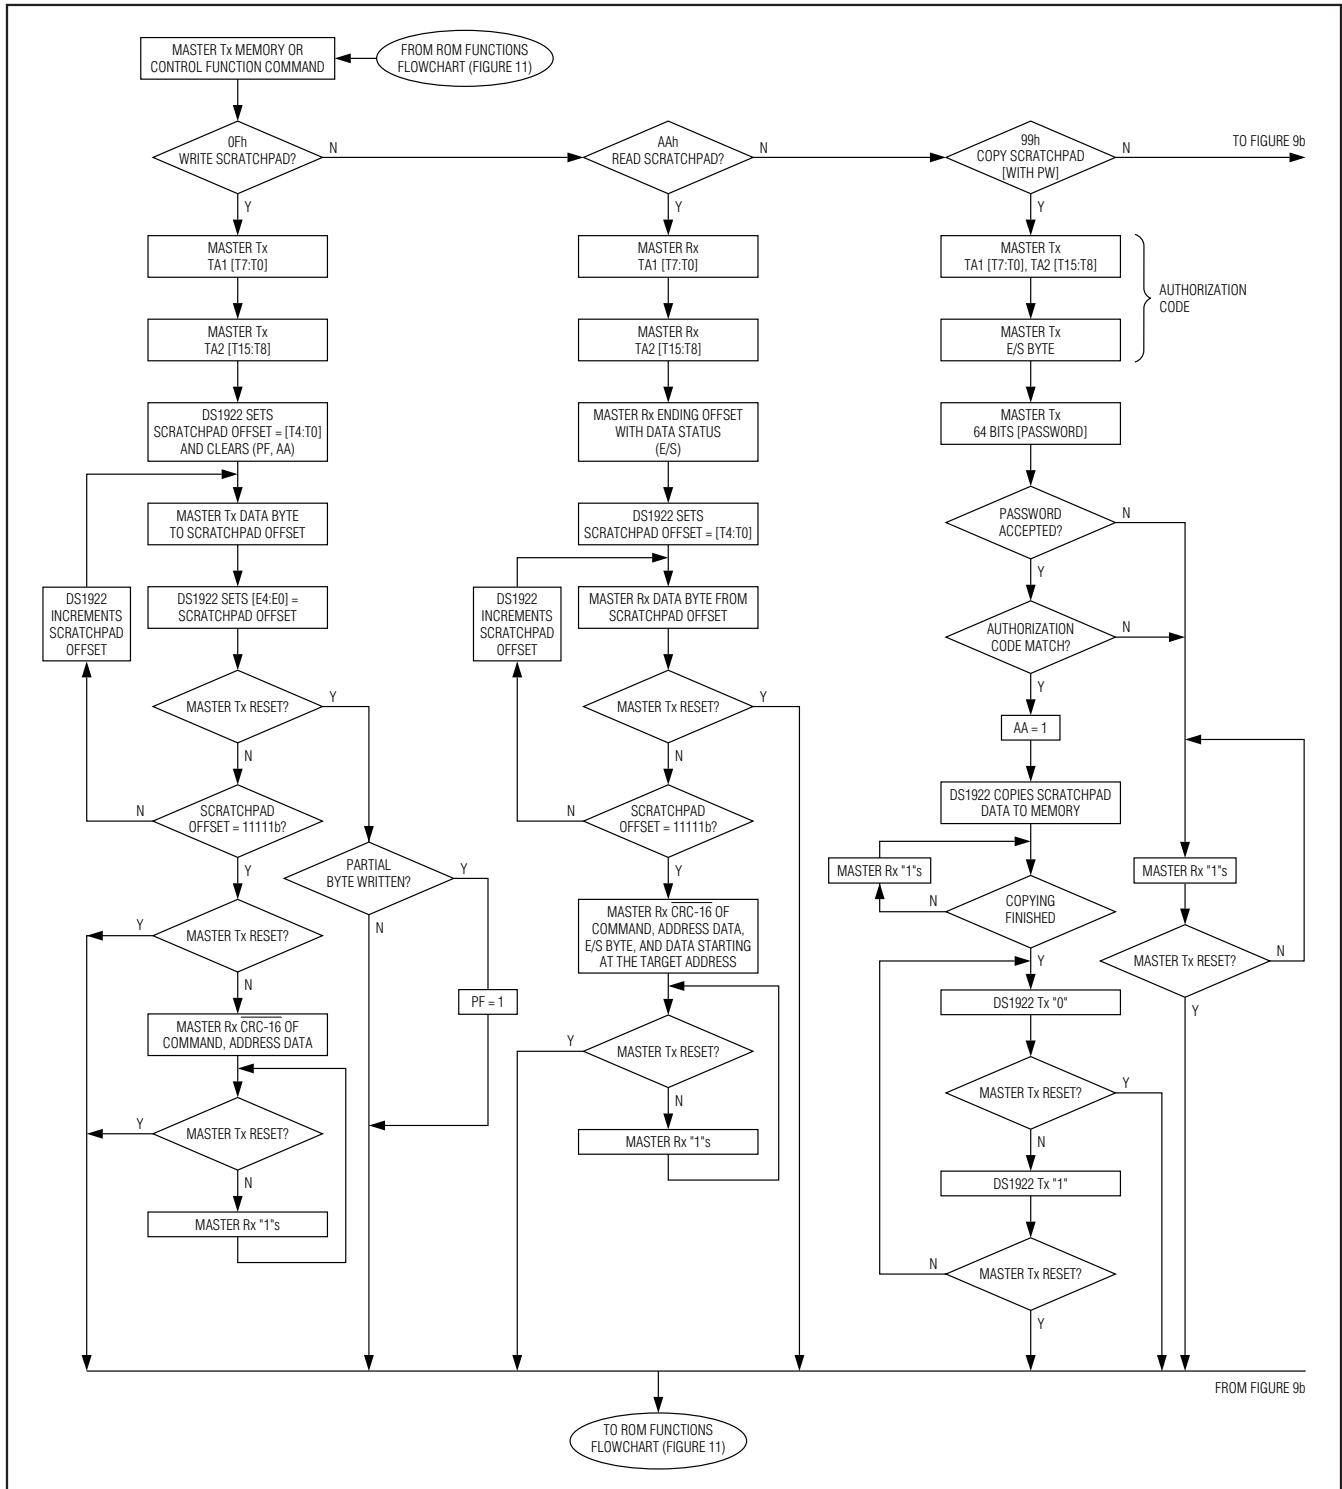 MASTER Tx MEMORY OR
CONTROL FUNCTION COMMAND
FROM ROM FUNCTIONS
FLOWCHART (FIGURE 11)
0Fh
WRITE SCRATCHPAD?
N
Y
AAh
READ SCRATCHPAD?
N
Y
99h
COPY SCRATCHPAD
[WITH PW]
N
Y
TO FIGURE 9b
MASTER Tx
TA1 [T7:T0]
MASTER Tx
TA2 [T15:T8]
DS1922 SETS
SCRATCHPAD OFFSET = [T4:T0]
AND CLEARS (PF, AA)
MASTER Tx DATA BYTE
TO SCRATCHPAD OFFSET
DS1922 SETS [E4:E0] =
SCRATCHPAD OFFSET
DS1922
INCREMENTS
SCRATCHPAD
OFFSET
MASTER Tx RESET?
Y
N
SCRATCHPAD
OFFSET = 11111b?
N
Y
PARTIAL
BYTE WRITTEN?
Y
N
PF = 1
MASTER Tx RESET?
Y
N
MASTER Rx CRC-16 OF
COMMAND, ADDRESS DATA
MASTER Tx RESET?
Y
N
MASTER Rx "1"s
MASTER Rx
TA1 [T7:T0]
MASTER Rx
TA2 [T15:T8]
MASTER Rx ENDING OFFSET
WITH DATA STATUS
(E/S)
DS1922 SETS
SCRATCHPAD OFFSET = [T4:T0]
MASTER Rx DATA BYTE FROM
SCRATCHPAD OFFSET
DS1922
INCREMENTS
SCRATCHPAD
OFFSET
MASTER Tx RESET?
Y
N
SCRATCHPAD
OFFSET = 11111b?
N
Y
MASTER Rx CRC-16 OF
COMMAND, ADDRESS DATA,
E/S BYTE, AND DATA STARTING
AT THE TARGET ADDRESS
MASTER Tx RESET?
Y
N
MASTER Rx "1"s
MASTER Tx
TA1 [T7:T0], TA2 [T15:T8]
MASTER Tx
E/S BYTE
AUTHORIZATION
CODE
MASTER Tx
64 BITS [PASSWORD]
PASSWORD
ACCEPTED?
N
Y
AUTHORIZATION
CODE MATCH?
N
Y
AA = 1
DS1922 COPIES SCRATCHPAD
DATA TO MEMORY
MASTER Rx "1"s
COPYING
FINISHED
N
Y
MASTER Rx "1"s
MASTER Tx RESET?
N
Y
DS1922 Tx "0"
MASTER Tx RESET?
Y
N
DS1922 Tx "1"
MASTER Tx RESET?
N
Y
FROM FIGURE 9b
TO ROM FUNCTIONS
FLOWCHART (FIGURE 11)